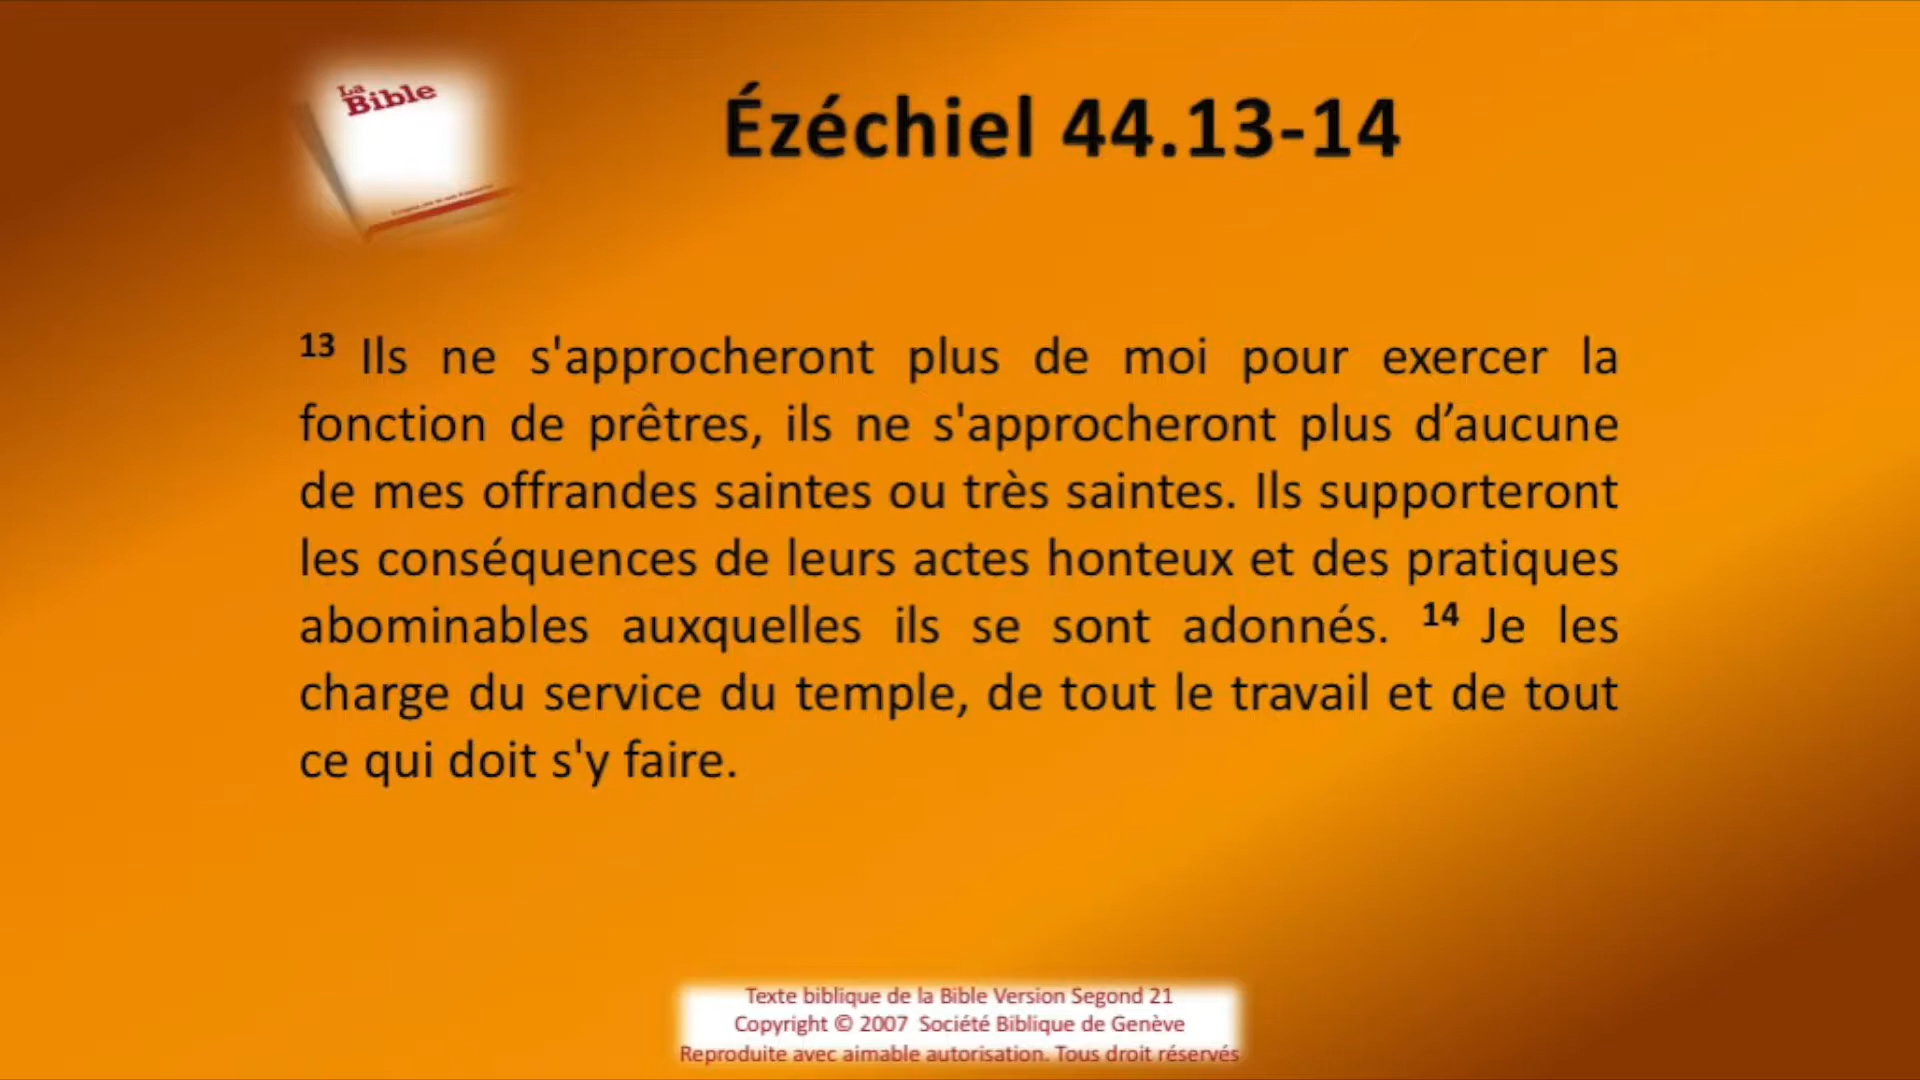 La
Bible
Ézéchiel 44.13-14
13 Ils ne s'approcheront plus de moi pour exercer la
fonction de prêtres, ils ne s'approcheront plus d’aucune
de mes offrandes saintes ou très saintes. Ils supporteront
les conséquences de leurs actes honteux et des pratiques
abominables auxquelles ils se sont adonnés. 14 Je les
charge du service du temple, de tout le travail et de tout
ce qui doit s'y faire.
Texte biblique de la Bible Version Segond 21
Copyright © 2007 Société Biblique de Genève
Reproduite avec aimable autorisation. Tous droit réservés